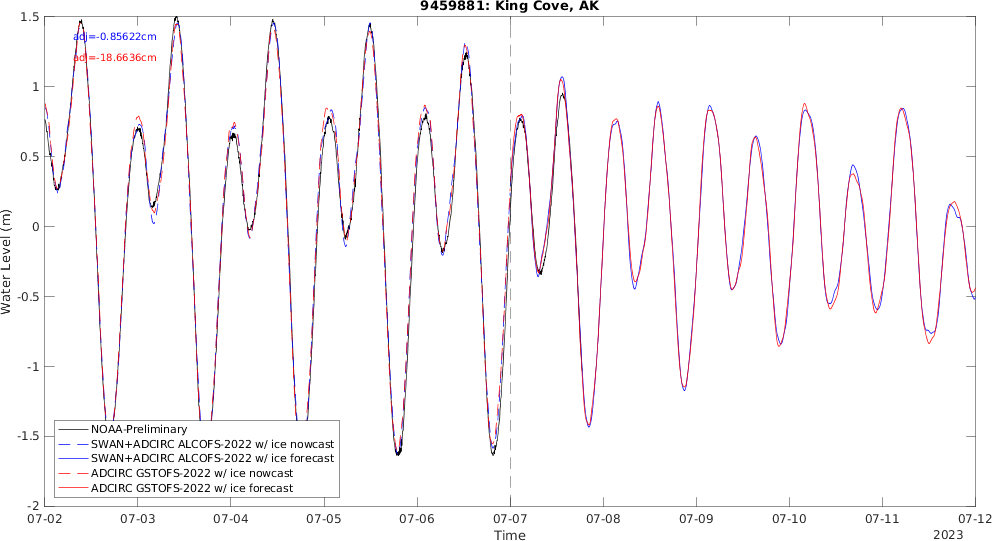 9459881: King Cove, AK
adj=-0.85622cm
adj=-18.6636cm
1.5
1
0.5
0
-0.5
-1
-1.5
-2
Water Level (m)
NOAA-Preliminary
SWAN+ADCIRC ALCOFS-2022 w/ ice nowcast
SWAN+ADCIRC ALCOFS-2022 w/ ice forecast
ADCIRC GSTOFS-2022 w/ ice nowcast
ADCIRC GSTOFS-2022 w/ ice forecast
07-02 07-03 07-04 07-05 07-06 07-07 07-08 07-09 07-10 07-11 07-12
Time
2023